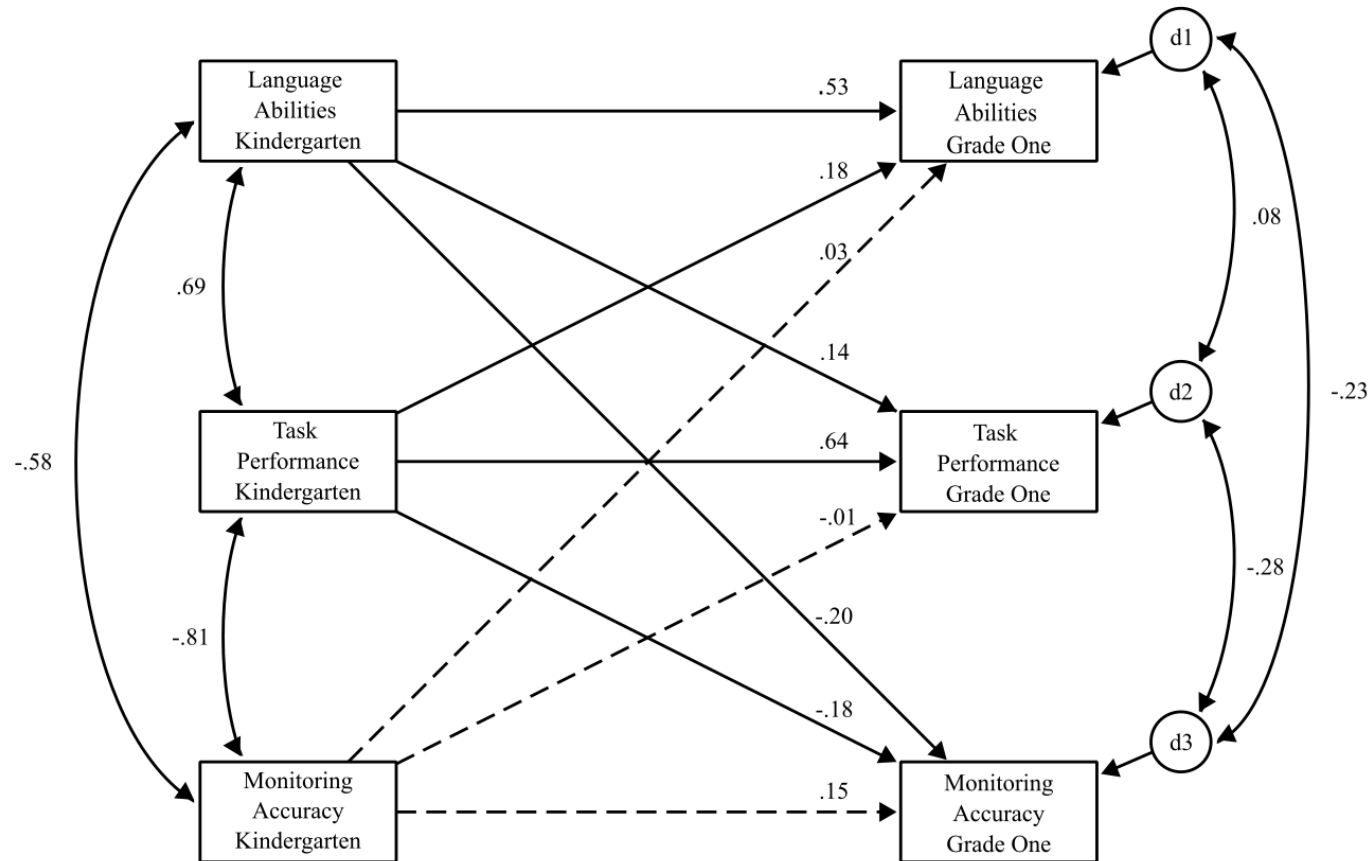 d1
Language
Abilities
Kindergarten
.53
Language
Abilities
Grade One
.18
.08
.03
.69
.14
-.23
d2
Task
Performance
Kindergarten
.64
Task
Performance
Grade One
-.58
-.01
-.28
-.20
-.81
-.18
d3
Monitoring
Accuracy
Kindergarten
.15
Monitoring
Accuracy
Grade One